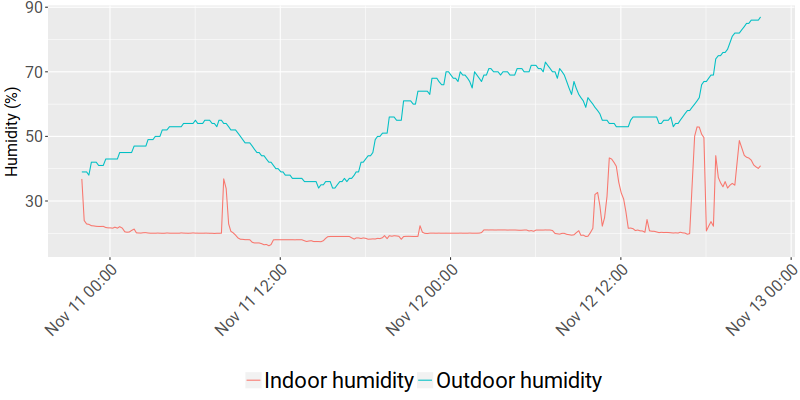 90
70
50
30
Humidity (%)
Nov 11 00:00
Nov 11 12:00
Nov 12 00:00
Nov 12 12:00
Nov 13 00:00
Indoor humidity Outdoor humidity